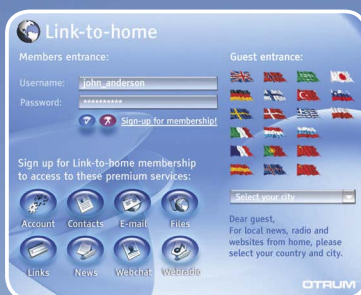 Link-to-home
Members entrance:
Username: john_anderson
Password: **********
Sign-up for membership!
Sign up for Link-to-home membership
to access to these premium services:
Account Contacts E-mail Files
Links News Webchat Webradio
Guest entrance:
Select your city
Dear guest,
For local news, radio and
websites from home, please
select your country and city.
OTRUM